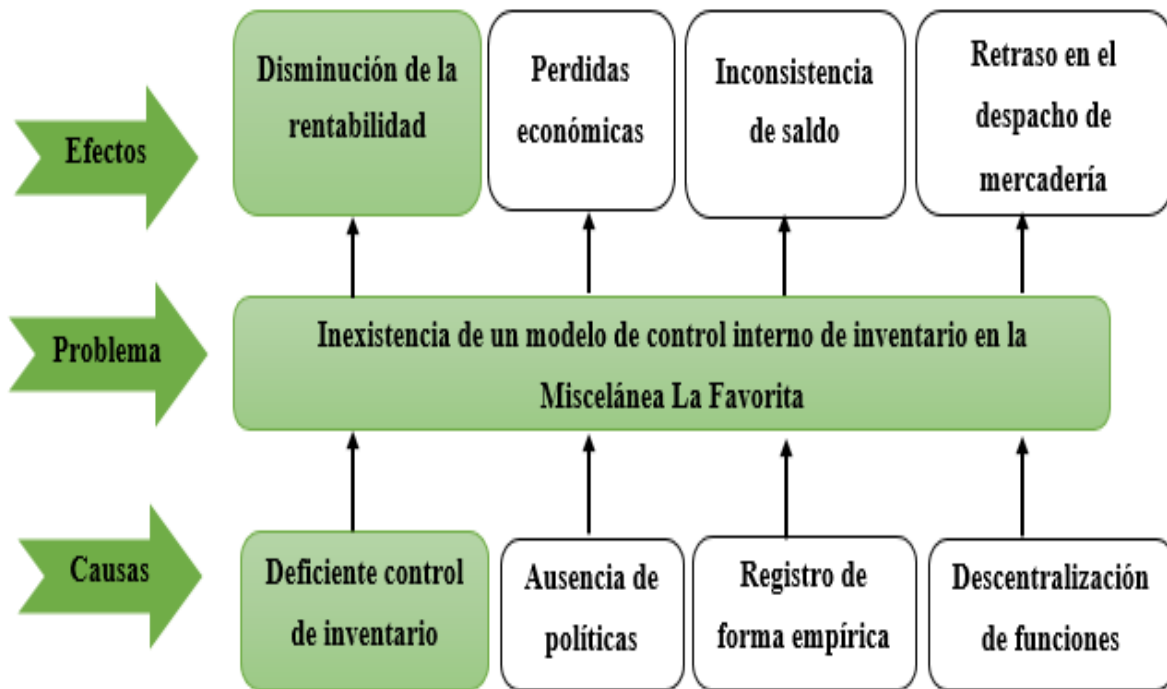 Efectos
Disminución de la
rentabilidad
Perdidas
económicas
Inconsistencia
de saldo
Retraso en el
despacho de
mercadería
Problema
Inexistencia de un modelo de control interno de inventario en la
Miscelánea La Favorita
Causas
Deficiente control
de inventario
Ausencia de
políticas
Registro de
forma empírica
Descentralización
de funciones